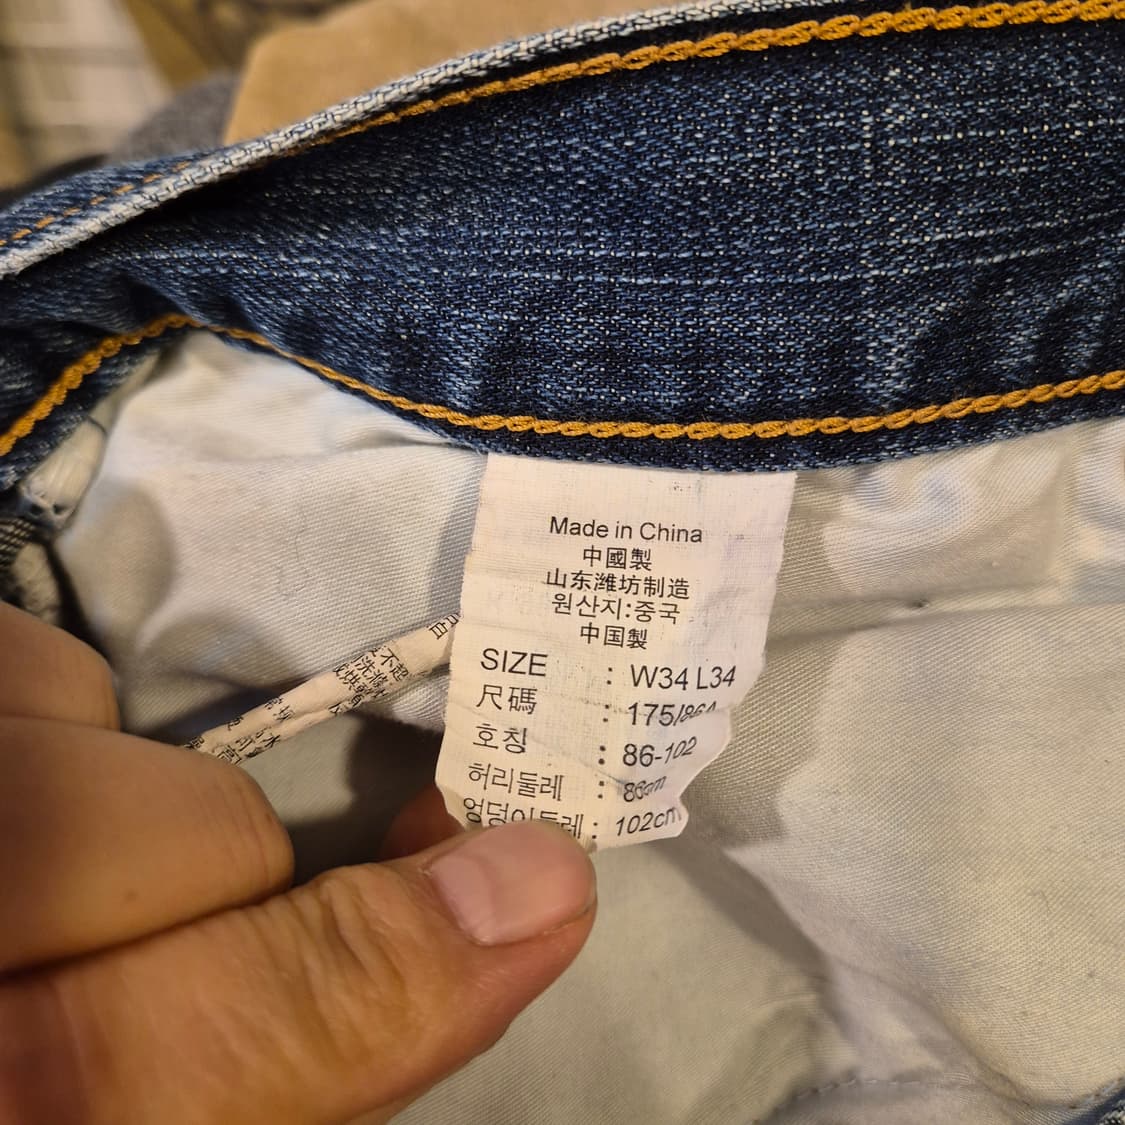 Made in China
中國製
山东潍坊制造
원산지:중국
中国製
SIZE : W34 L34
尺碼 : 175/86A
호칭 : 86-102
허리둘레 : 86cm
엉덩이둘레 : 102cm